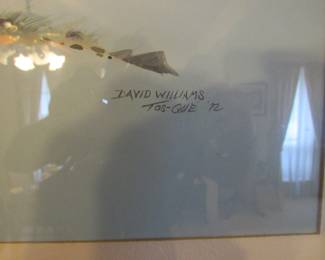 DAVID WILLIAMS
TOS-QUE '72